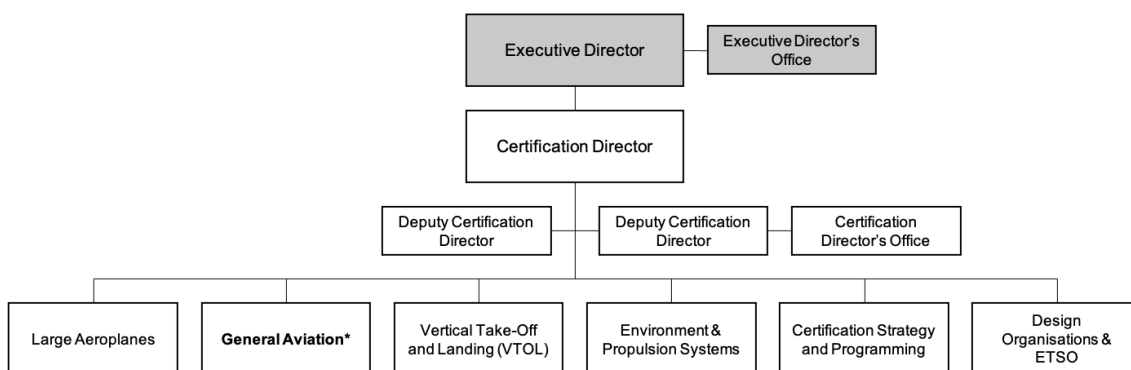 Executive Director
Executive Director's
Office
Certification Director
Deputy Certification
Director
Deputy Certification
Director
Certification
Director's Office
Large Aeroplanes
General Aviation*
Vertical Take-Off
and Landing (VTOL)
Environment &
Propulsion Systems
Certification Strategy
and Programming
Design
Organisations &
ETSO